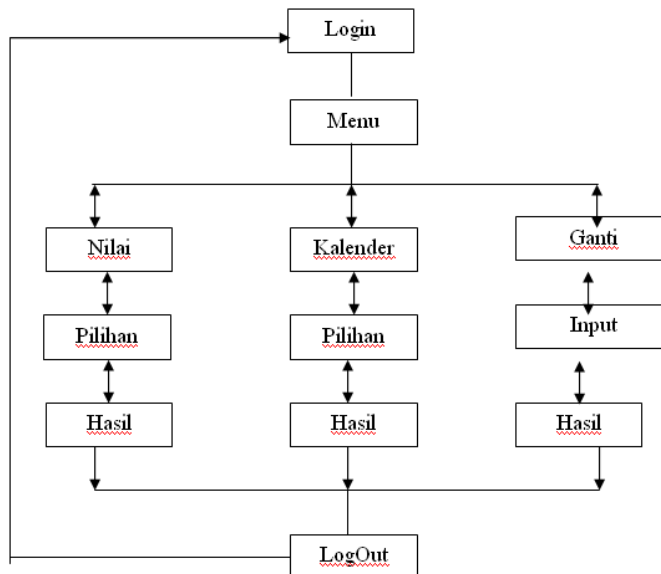 Login
Menu
Nilai
Kalender
Ganti
Pilihan
Pilihan
Input
Hasil
Hasil
Hasil
LogOut